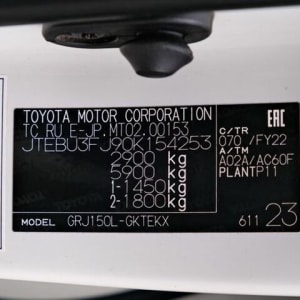 TOYOTA MOTOR CORPORATION
TC RU E-JP.MT02.00153
JTEBU3FJ90K154253
2900 kg
5900 kg
1-1450 kg
2-1800 kg
MODEL GRJ150L-GKTEKX
EAC
C/TR
070 /FY22
A/TM
A02A/AC60F
PLANT P11
611 23